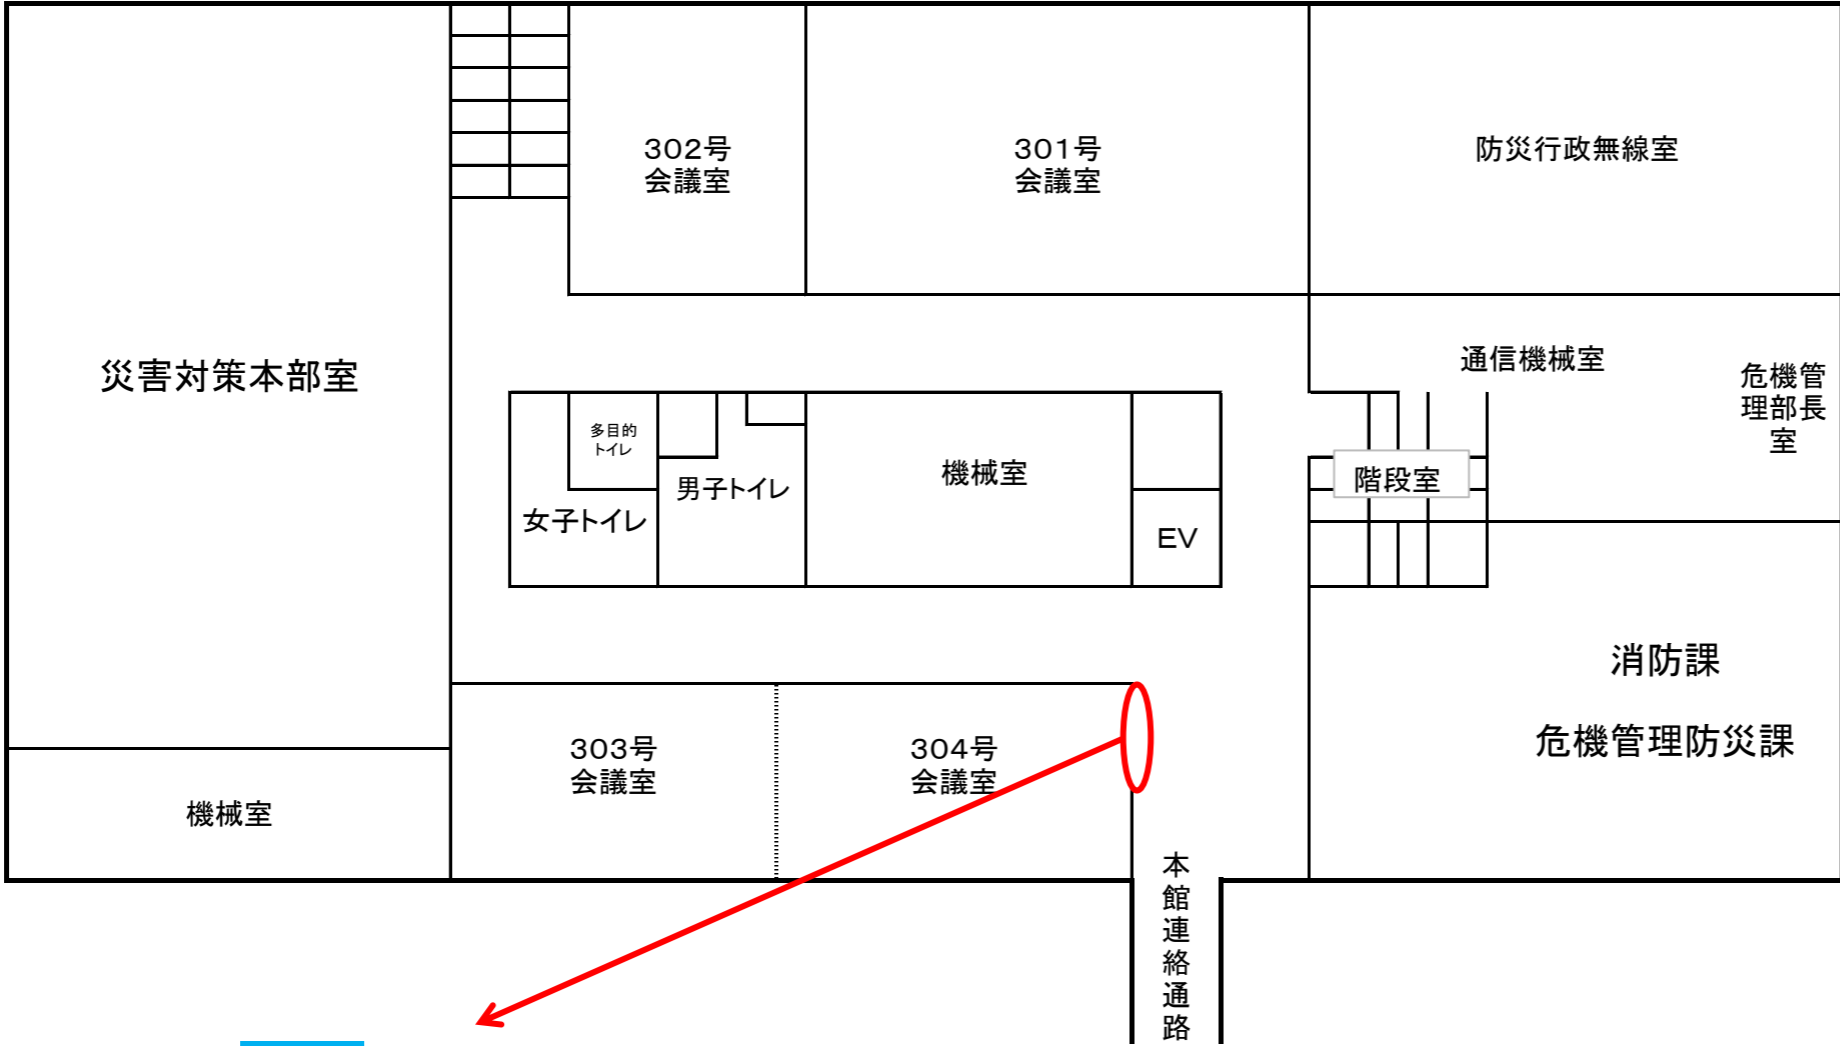 302号
会議室
301号
会議室
防災行政無線室
災害対策本部室
通信機械室
危機管
理部長
室
多目的
トイレ
男子トイレ
女子トイレ
機械室
EV
階段室
消防課
危機管理防災課
303号
会議室
304号
会議室
機械室
本館連絡通路